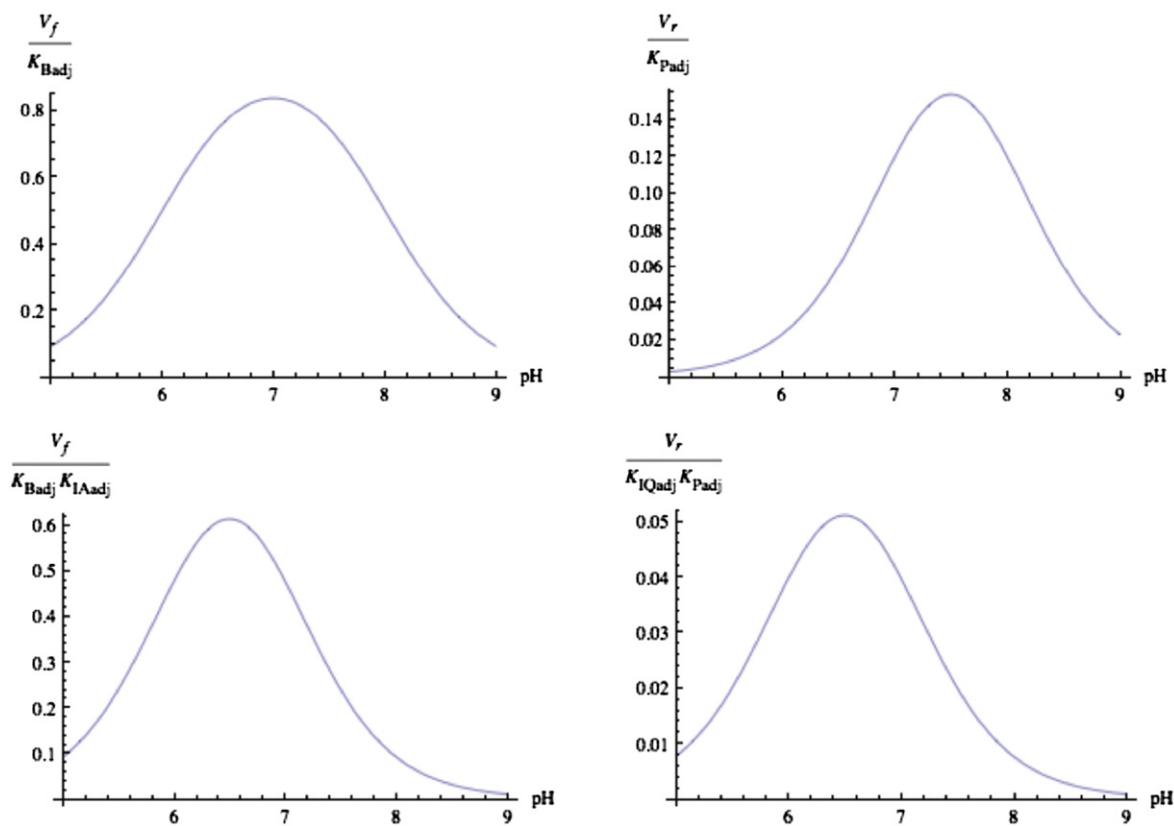 V_f
K_Badj
0.8
0.6
0.4
0.2
6 7 8 9 pH
V_r
K_Padj
0.14
0.12
0.10
0.08
0.06
0.04
0.02
6 7 8 9 pH
V_f
K_Badj K_IAadj
0.6
0.5
0.4
0.3
0.2
0.1
6 7 8 9 pH
V_r
K_IQadj K_Padj
0.05
0.04
0.03
0.02
0.01
6 7 8 9 pH